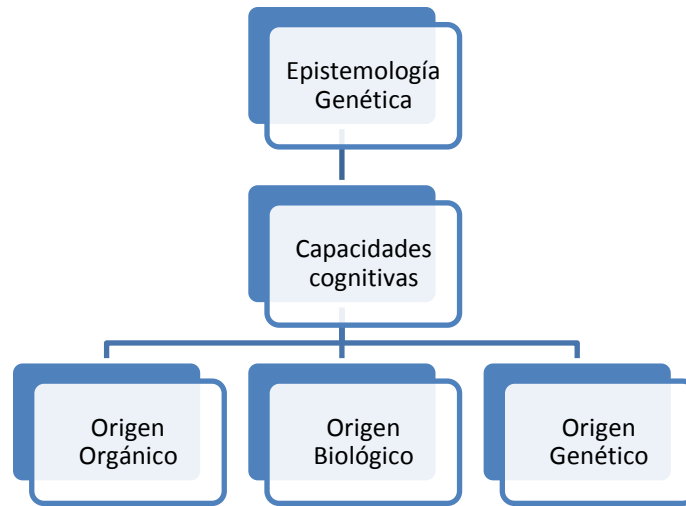 Epistemología
Genética
Capacidades
cognitivas
Origen
Orgánico
Origen
Biológico
Origen
Genético